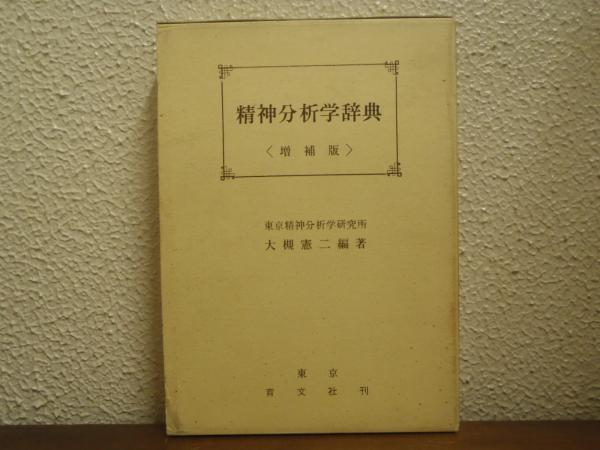 精神分析学辞典
〈増補版〉
東京精神分析学研究所
大槻憲二編著
東京
育文社刊